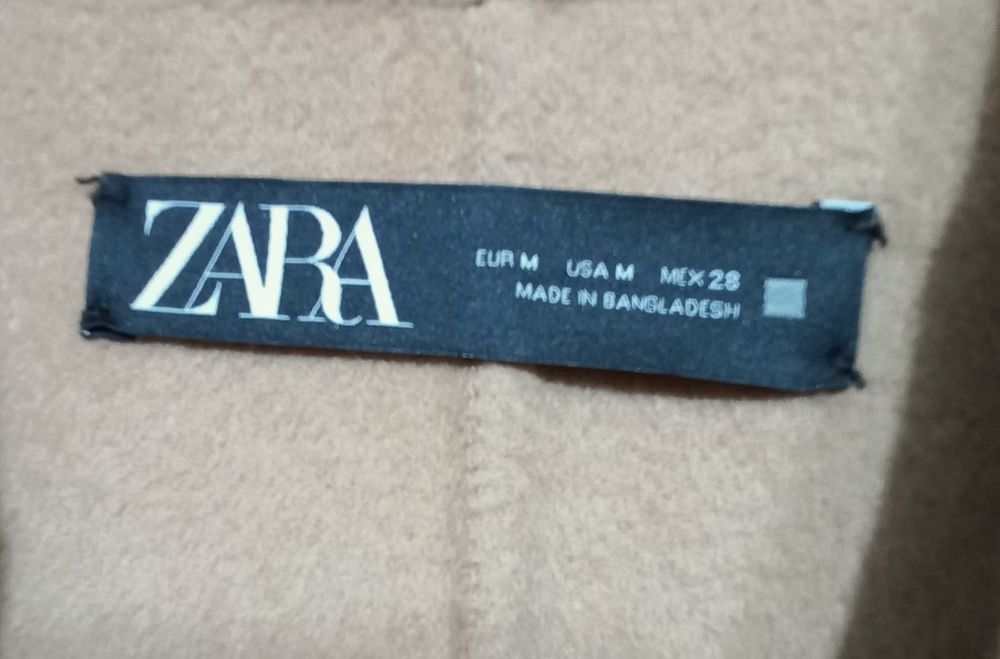 ZARA
EUR M USA M MEX 28
MADE IN BANGLADESH